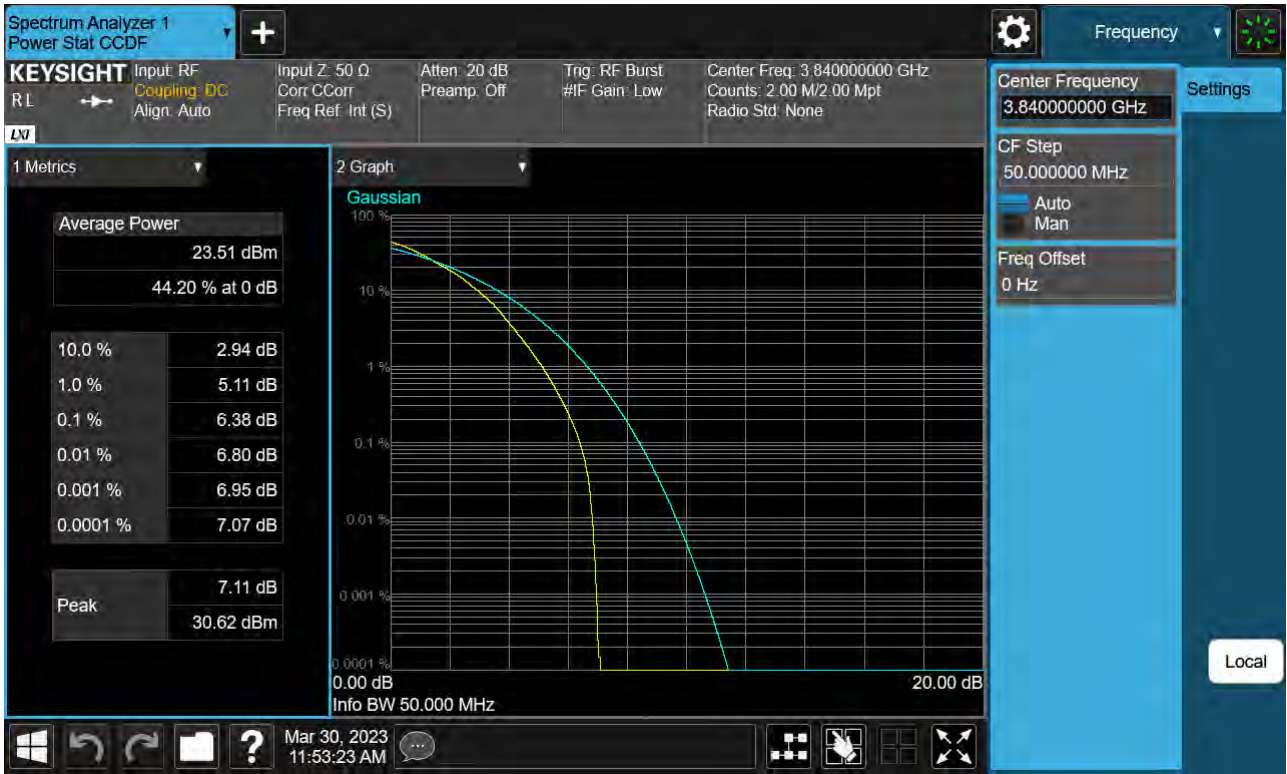 Spectrum Analyzer 1
Power Stat CCDF
+
Frequency
KEYSIGHT
R L
LXI
Input: RF
Coupling: DC
Align: Auto
Input Z: 50 Ω
Corr CCorr
Freq Ref: Int (S)
Atten: 20 dB
Preamp: Off
Trig: RF Burst
#IF Gain: Low
Center Freq: 3.840000000 GHz
Counts: 2.00 M/2.00 Mpt
Radio Std: None
Center Frequency
3.840000000 GHz
Settings
CF Step
50.000000 MHz
Auto
Man
Freq Offset
0 Hz
1 Metrics
Average Power
23.51 dBm
44.20 % at 0 dB
10.0 % 2.94 dB
1.0 % 5.11 dB
0.1 % 6.38 dB
0.01 % 6.80 dB
0.001 % 6.95 dB
0.0001 % 7.07 dB
Peak 7.11 dB
30.62 dBm
2 Graph
Gaussian
100 %
10 %
1 %
0.1 %
0.01 %
0.001 %
0.0001 %
0.00 dB 20.00 dB
Info BW 50.000 MHz
Local
?
Mar 30, 2023
11:53:23 AM